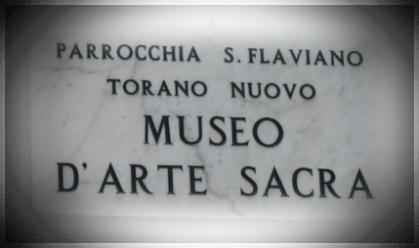 PARROCCHIA S. FLAVIANO
TORANO NUOVO
MUSEO
D'ARTE SACRA